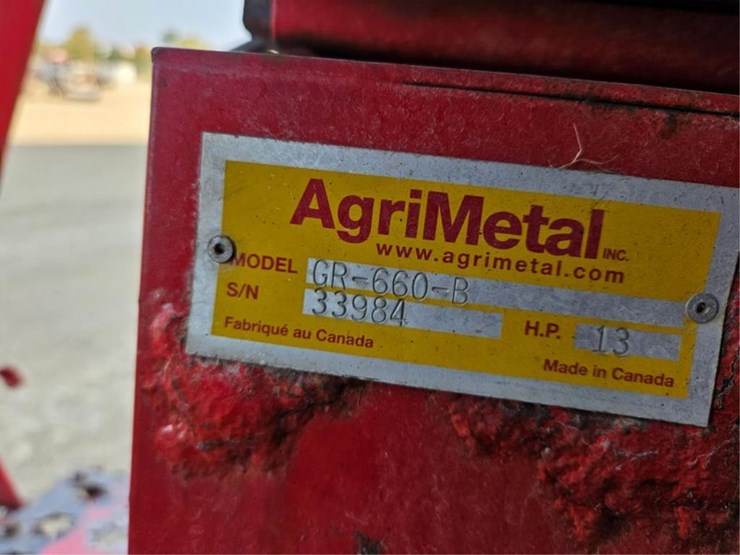 AgriMetal INC.
www.agrimetal.com
MODEL GR-660-B
S/N 33984
H.P. 13
Fabriqué au Canada
Made in Canada